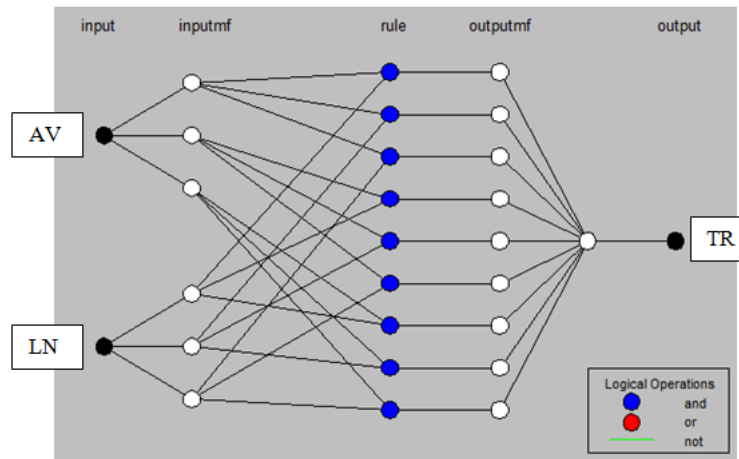 input inputmf rule outputmf output
AV
TR
LN
Logical Operations
and
or
not